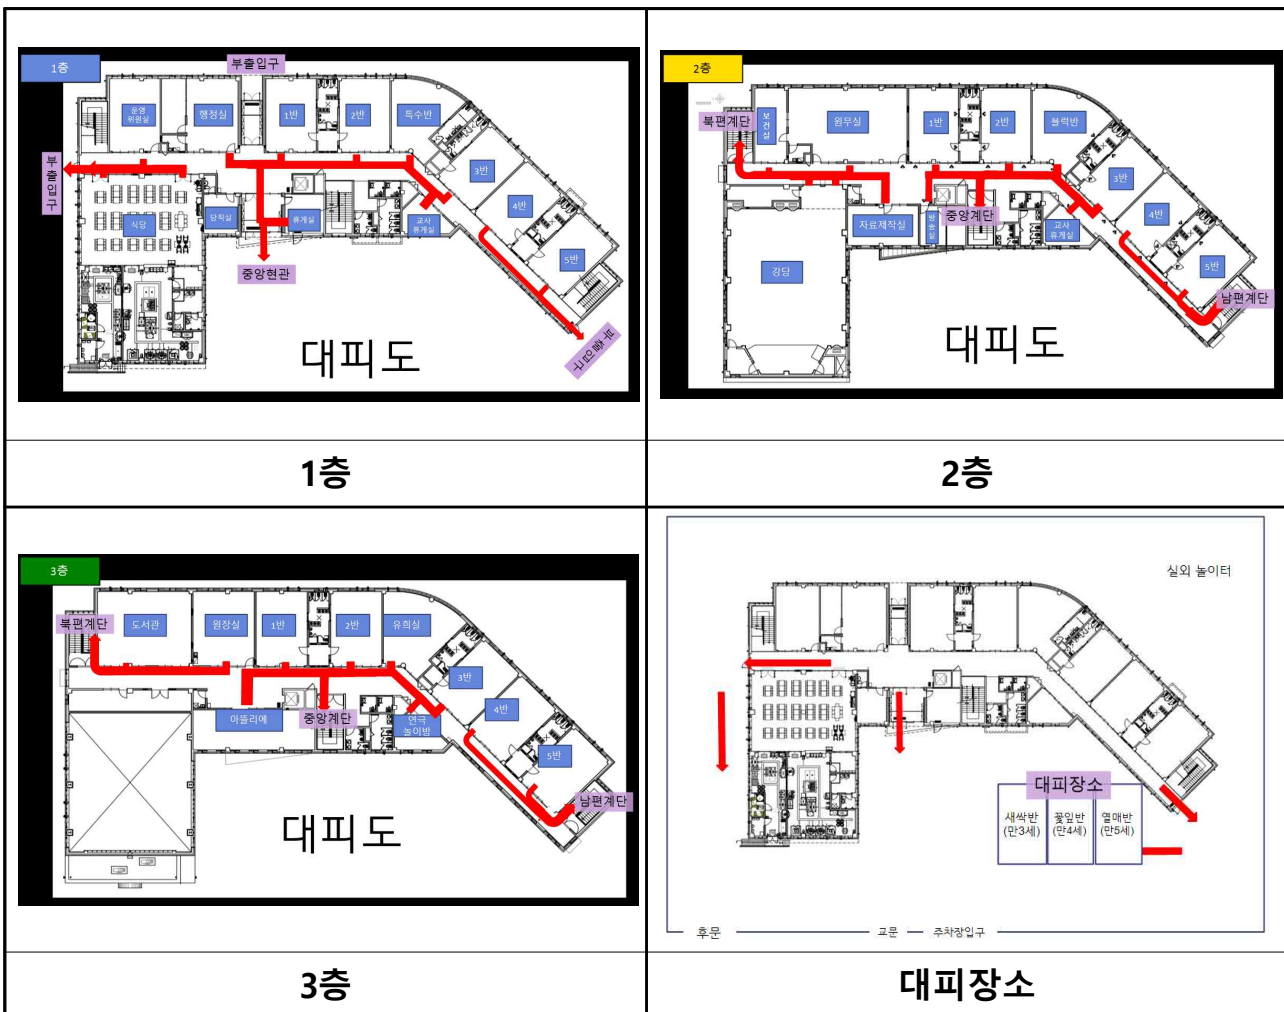 1층
부출입구
운영
위원실
행정실
1반
2반
특수반
부출입구
3반
4반
5반
식당
당직실
휴게실
교사
휴게실
중앙현관
부출입구
대피도
1층
2층
북편계단
보건실
원무실
1반
2반
블럭반
3반
4반
5반
자료제작실
방송실
중앙계단
교사
휴게실
강당
남편계단
대피도
2층
3층
북편계단
도서관
원장실
1반
2반
유희실
3반
4반
5반
아뜰리에
중앙계단
연극
놀이방
남편계단
대피도
3층
실외 놀이터
대피장소
새싹반
(만3세)
꽃잎반
(만4세)
열매반
(만5세)
후문
교문
주차장입구
대피장소